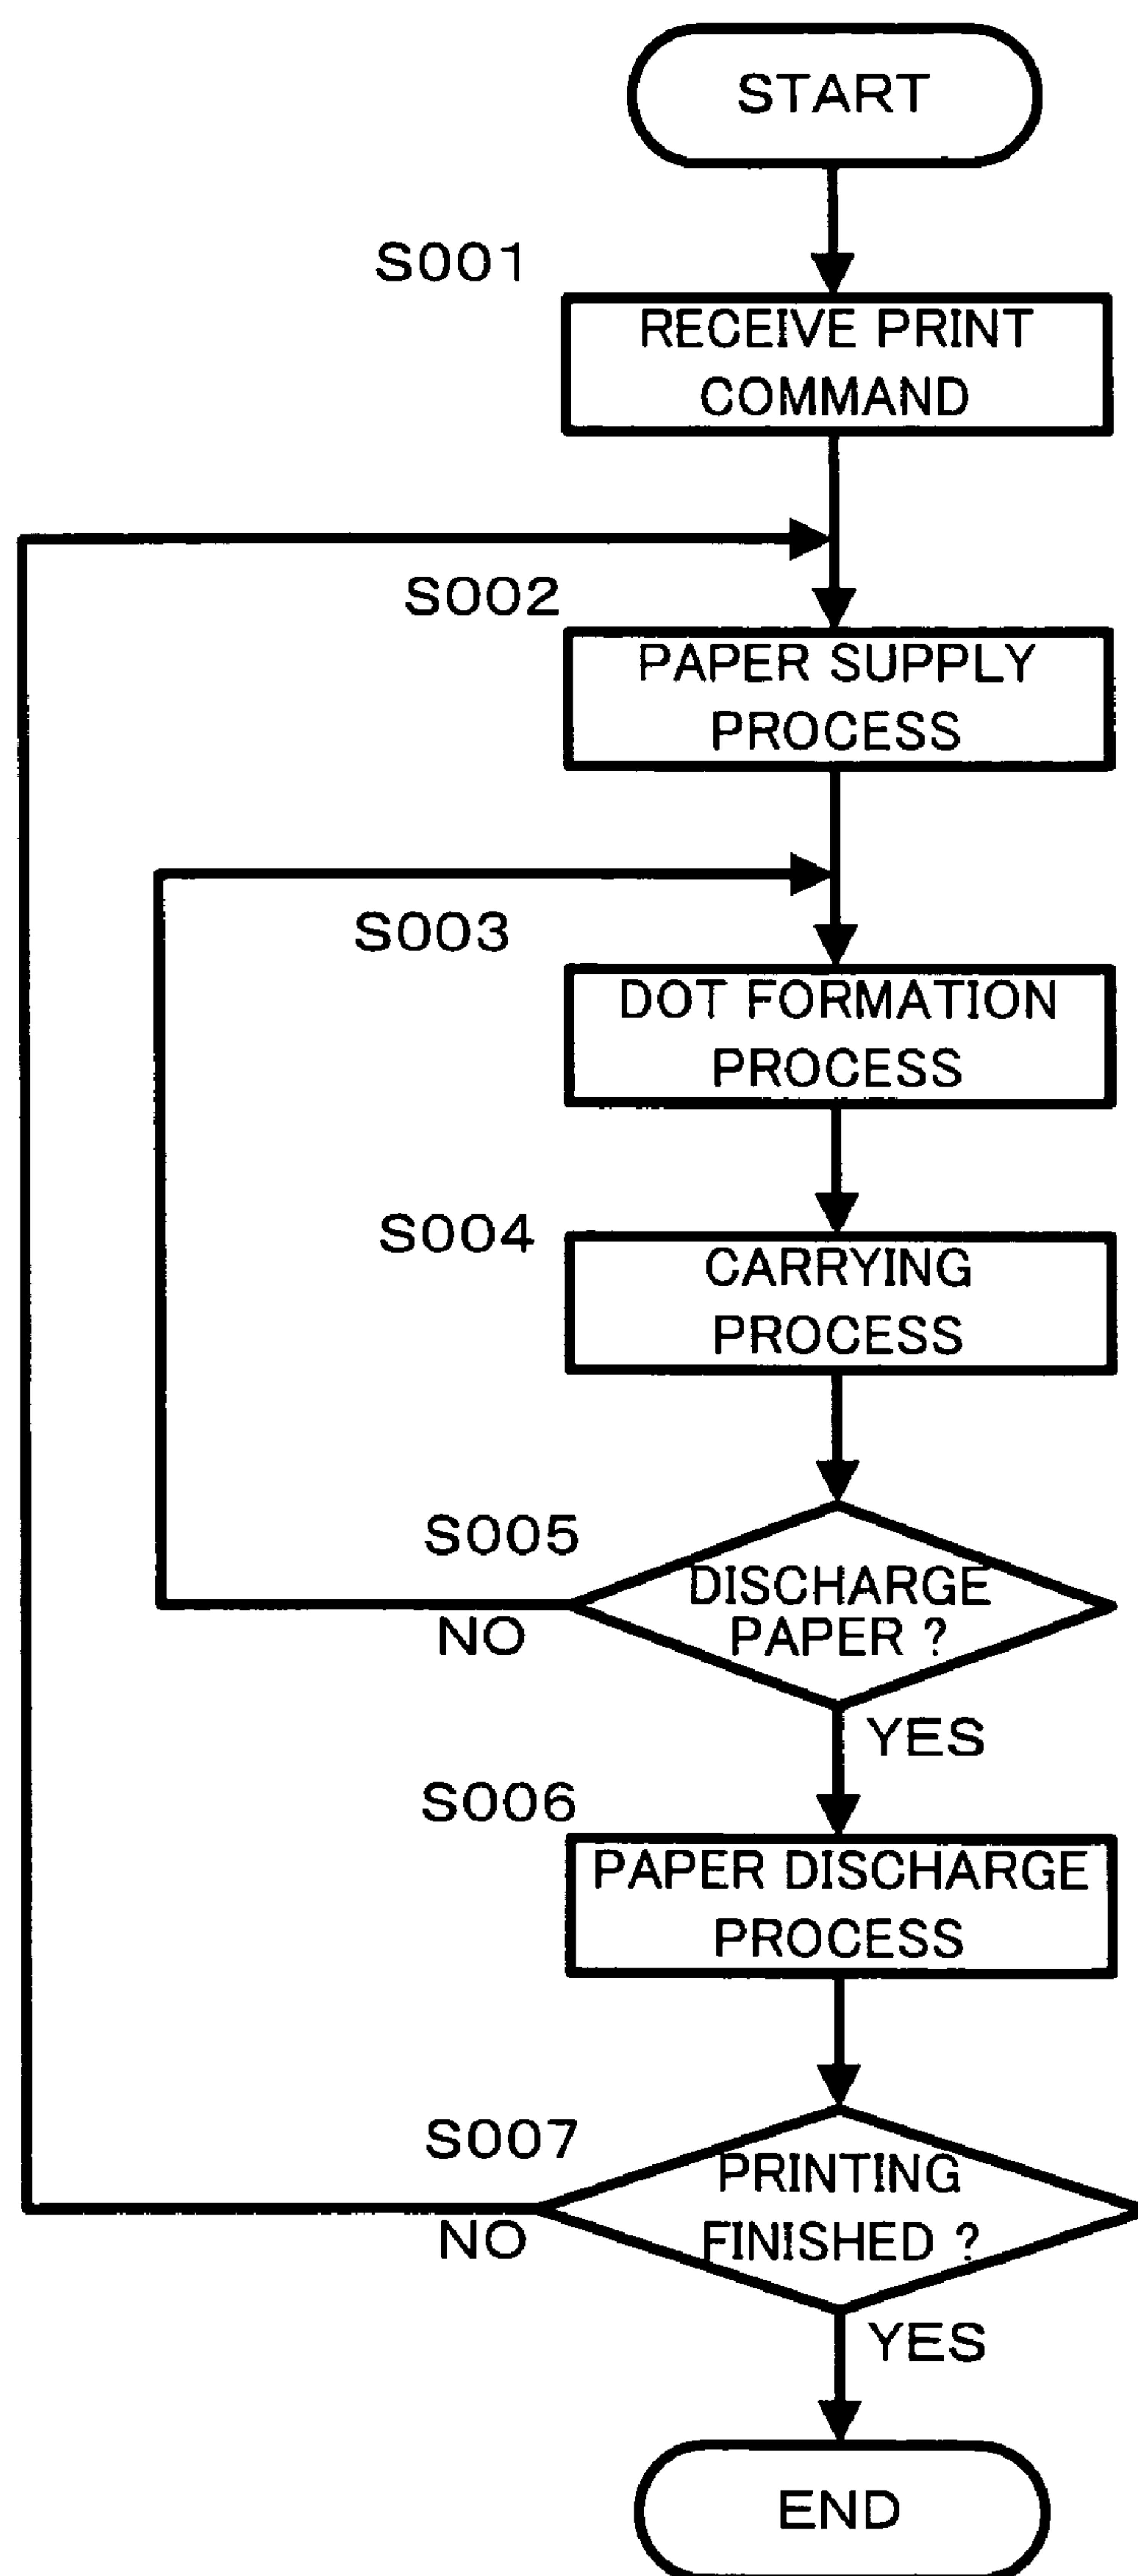 START
S001
RECEIVE PRINT
COMMAND
S002
PAPER SUPPLY
PROCESS
S003
DOT FORMATION
PROCESS
S004
CARRYING
PROCESS
S005
DISCHARGE
PAPER ?
NO
YES
S006
PAPER DISCHARGE
PROCESS
S007
PRINTING
FINISHED ?
NO
YES
END